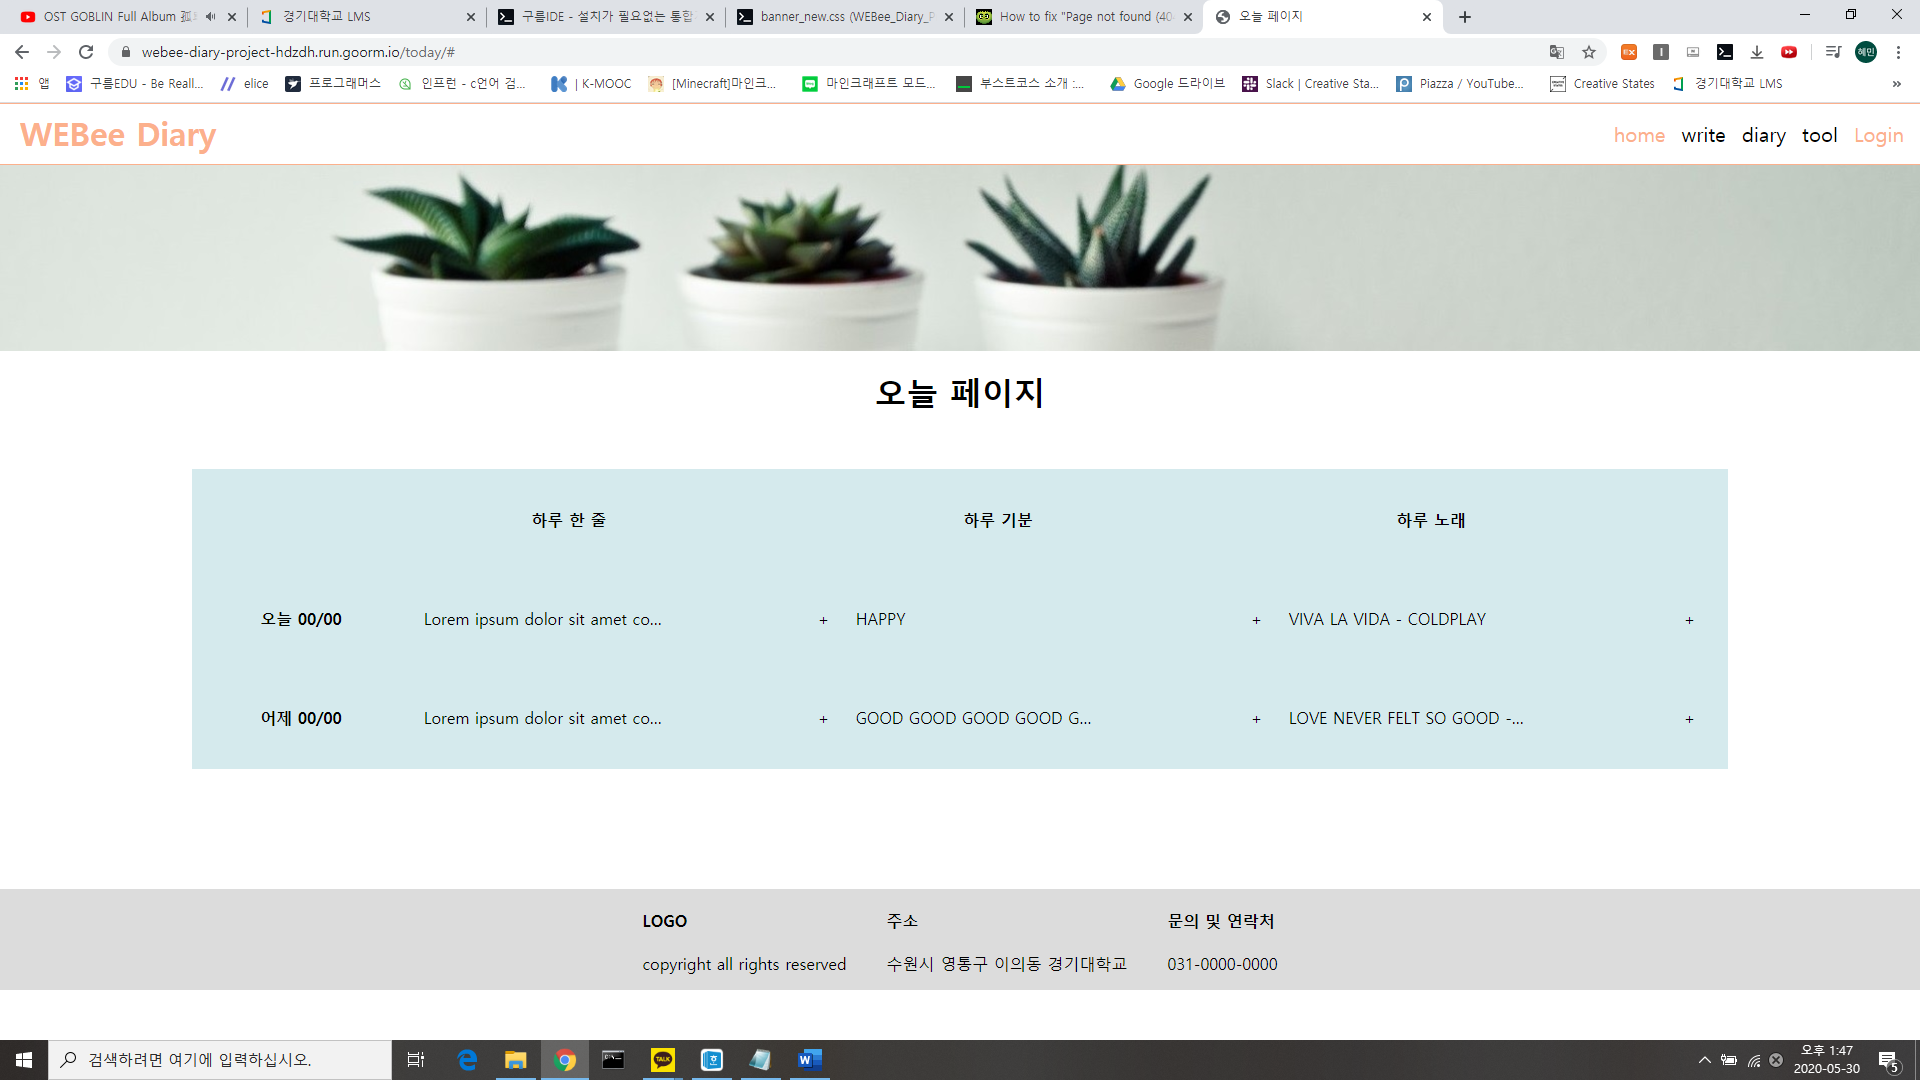 OST GOBLIN Full Album
경기대학교 LMS
구름IDE - 설치가 필요없는 통합
banner_new.css (WEBee_Diary_P
How to fix "Page not found (40
오늘 페이지
webee-diary-project-hdzdh.run.goorm.io/today/#
혜민
앱
구름EDU - Be Reall...
elice
프로그래머스
인프런 - c언어 검...
| K-MOOC
[Minecraft]마인크...
마인크래프트 모드...
부스트코스 소개 :...
Google 드라이브
Slack | Creative Sta...
Piazza / YouTube...
Creative States
경기대학교 LMS
»
WEBee Diary
home write diary tool Login
오늘 페이지
하루 한 줄 하루 기분 하루 노래
오늘 00/00 Lorem ipsum dolor sit amet co... + HAPPY + VIVA LA VIDA - COLDPLAY +
어제 00/00 Lorem ipsum dolor sit amet co... + GOOD GOOD GOOD GOOD G... + LOVE NEVER FELT SO GOOD -... +
LOGO 주소 문의 및 연락처
copyright all rights reserved 수원시 영통구 이의동 경기대학교 031-0000-0000
검색하려면 여기에 입력하십시오.
TALK
오후 1:47
2020-05-30
5